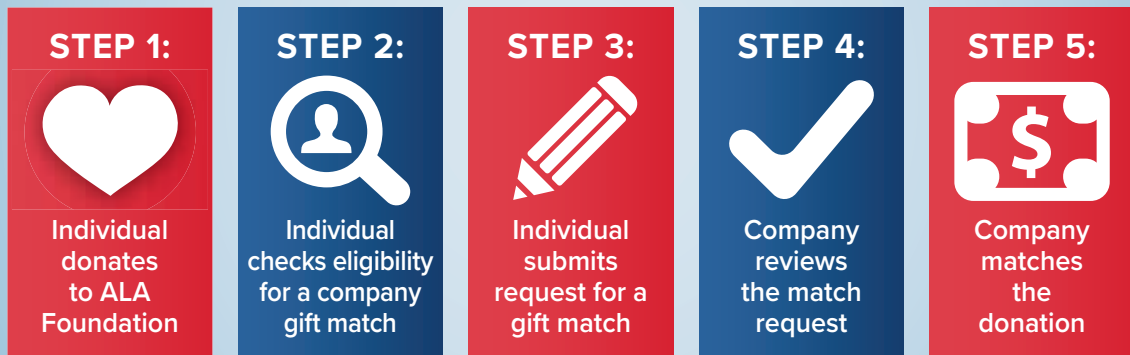 STEP 1:
Individual
donates
to ALA
Foundation
STEP 2:
Individual
checks eligibility
for a company
gift match
STEP 3:
Individual
submits
request for a
gift match
STEP 4:
Company
reviews
the match
request
STEP 5:
$
Company
matches
the
donation